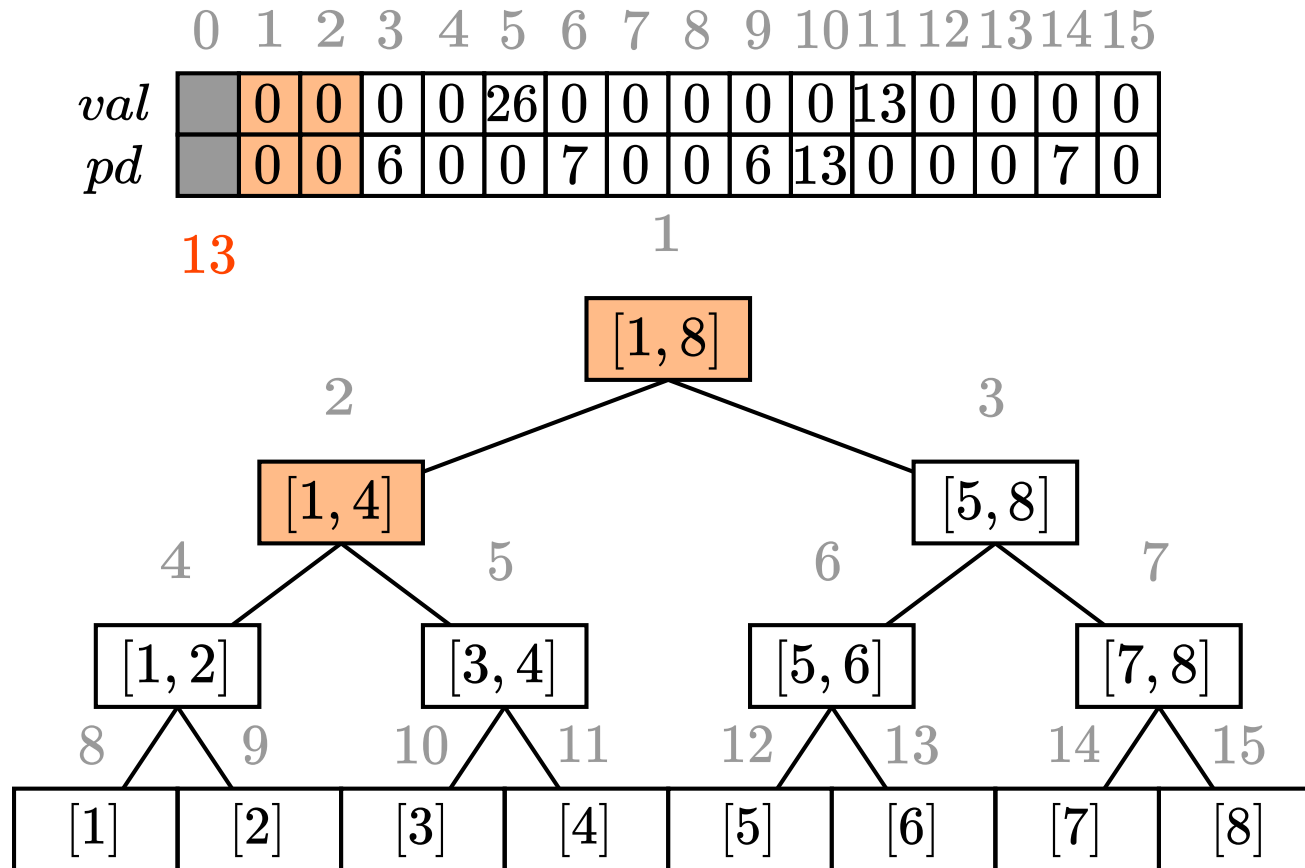 0 1 2 3 4 5 6 7 8 9 10 11 12 13 14 15
val 0 0 0 0 26 0 0 0 0 0 13 0 0 0 0
pd 0 0 6 0 0 7 0 0 6 13 0 0 0 7 0
13
1
[1, 8]
2 3
[1, 4] [5, 8]
4 5 6 7
[1, 2] [3, 4] [5, 6] [7, 8]
8 9 10 11 12 13 14 15
[1] [2] [3] [4] [5] [6] [7] [8]